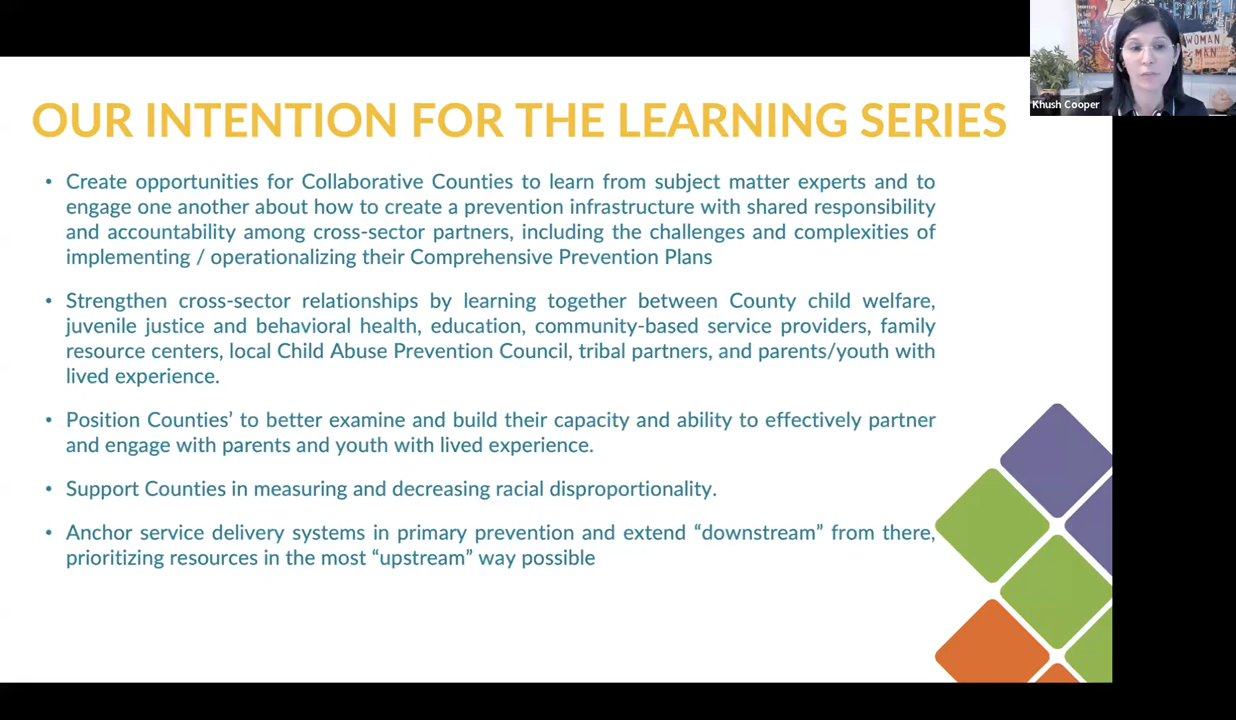 OUR INTENTION FOR THE LEARNING SERIES
• Create opportunities for Collaborative Counties to learn from subject matter experts and to
engage one another about how to create a prevention infrastructure with shared responsibility
and accountability among cross-sector partners, including the challenges and complexities of
implementing / operationalizing their Comprehensive Prevention Plans
• Strengthen cross-sector relationships by learning together between County child welfare,
juvenile justice and behavioral health, education, community-based service providers, family
resource centers, local Child Abuse Prevention Council, tribal partners, and parents/youth with
lived experience.
• Position Counties’ to better examine and build their capacity and ability to effectively partner
and engage with parents and youth with lived experience.
• Support Counties in measuring and decreasing racial disproportionality.
• Anchor service delivery systems in primary prevention and extend “downstream” from there,
prioritizing resources in the most “upstream” way possible
WOMAN
MAN
Khush Cooper